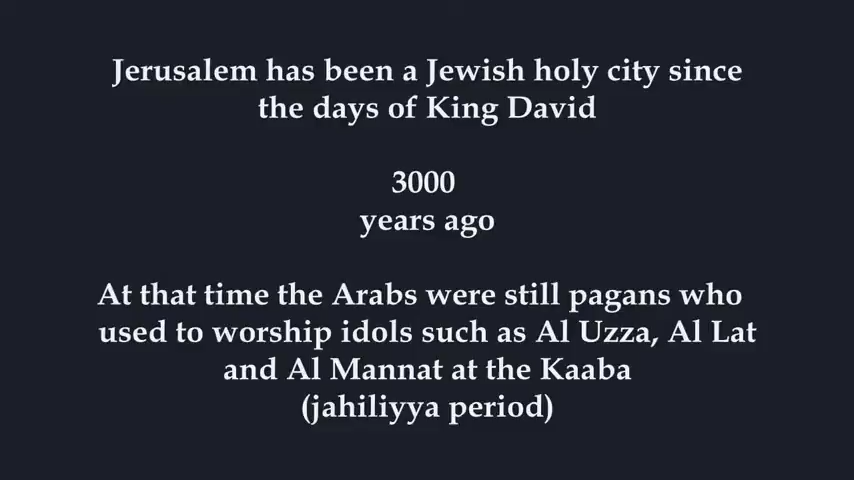 Jerusalem has been a Jewish holy city since
the days of King David
3000
years ago
At that time the Arabs were still pagans who
used to worship idols such as Al Uzza, Al Lat
and Al Mannat at the Kaaba
(jahiliyya period)